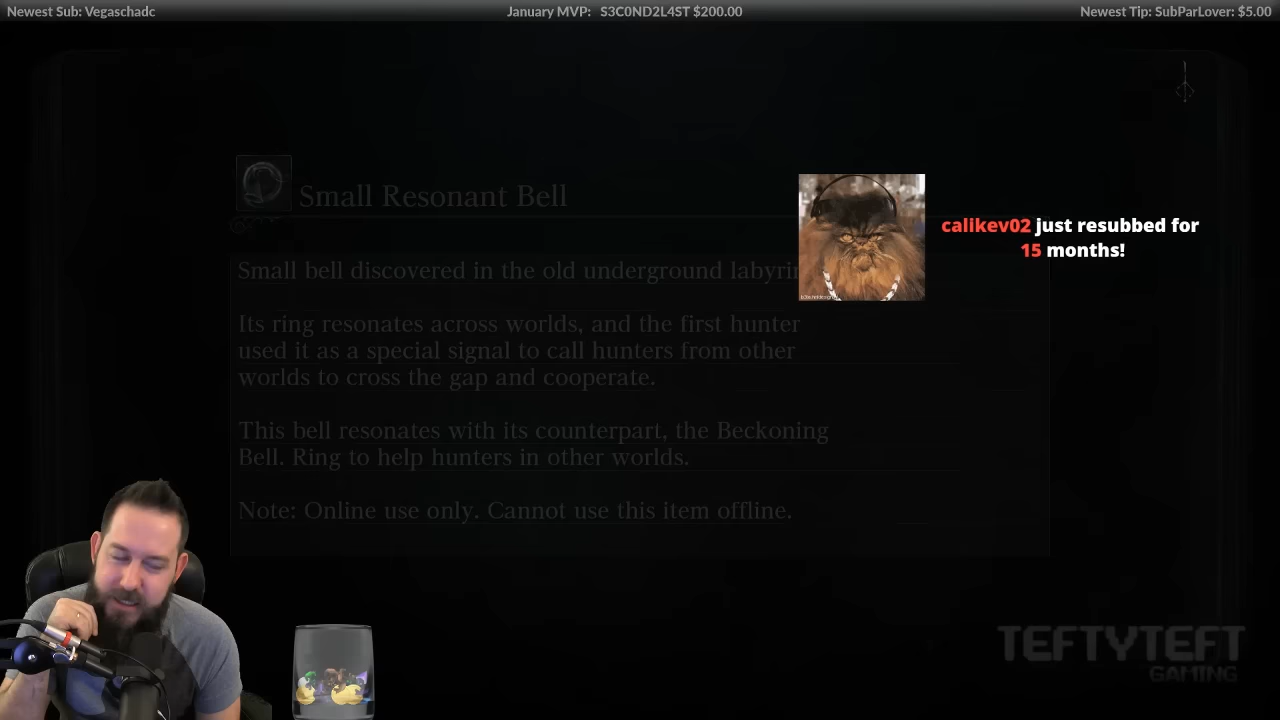 Newest Sub: Vegaschadc
January MVP: S3C0ND2L4ST $200.00
Newest Tip: SubParLover: $5.00
Small Resonant Bell
calikev02 just resubbed for
15 months!
Small bell discovered in the old underground
Its ring resonates across worlds, and the first hunter
used it as a special signal to call hunters from other
worlds to cross the gap and cooperate.
This bell resonates with its counterpart, the Beckoning
Bell. Ring to help hunters in other worlds.
Note: Online use only. Cannot use this item offline.
TEFTYTEFT
GAMING